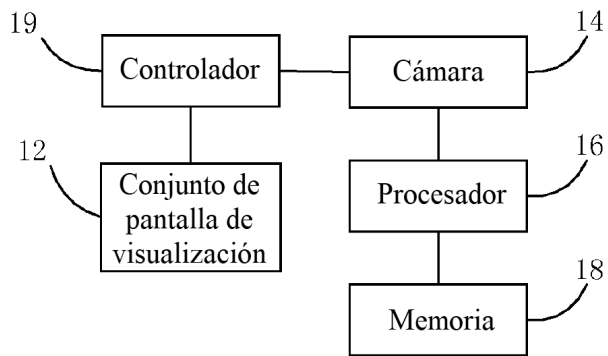 19
Controlador
Cámara
14
12
Conjunto de
pantalla de
visualización
Procesador
16
Memoria
18